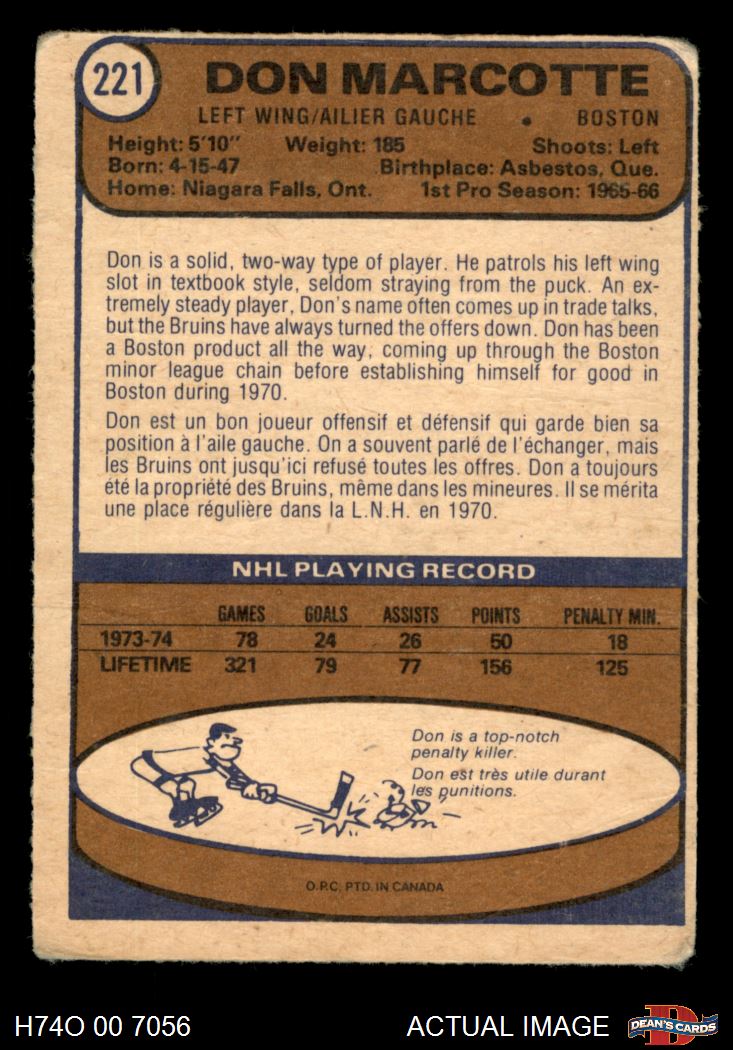 221
DON MARCOTTE
LEFT WING/AILIER GAUCHE • BOSTON
Height: 5'10" Weight: 185 Shoots: Left
Born: 4-15-47 Birthplace: Asbestos, Que.
Home: Niagara Falls, Ont. 1st Pro Season: 1965-66
Don is a solid, two-way type of player. He patrols his left wing
slot in textbook style, seldom straying from the puck. An ex-
tremely steady player, Don's name often comes up in trade talks,
but the Bruins have always turned the offers down. Don has been
a Boston product all the way, coming up through the Boston
minor league chain before establishing himself for good in
Boston during 1970.
Don est un bon joueur offensif et défensif qui garde bien sa
position à l'aile gauche. On a souvent parlé de l'échanger, mais
les Bruins ont jusqu'ici refusé toutes les offres. Don a toujours
été la propriété des Bruins, même dans les mineures. Il se mérita
une place régulière dans la L.N.H. en 1970.
NHL PLAYING RECORD
GAMES GOALS ASSISTS POINTS PENALTY MIN.
1973-74 78 24 26 50 18
LIFETIME 321 79 77 156 125
Don is a top-notch
penalty killer.
Don est très utile durant
les punitions.
O.P.C. PTD. IN CANADA
H74O 00 7056 ACTUAL IMAGE DEAN'S CARDS